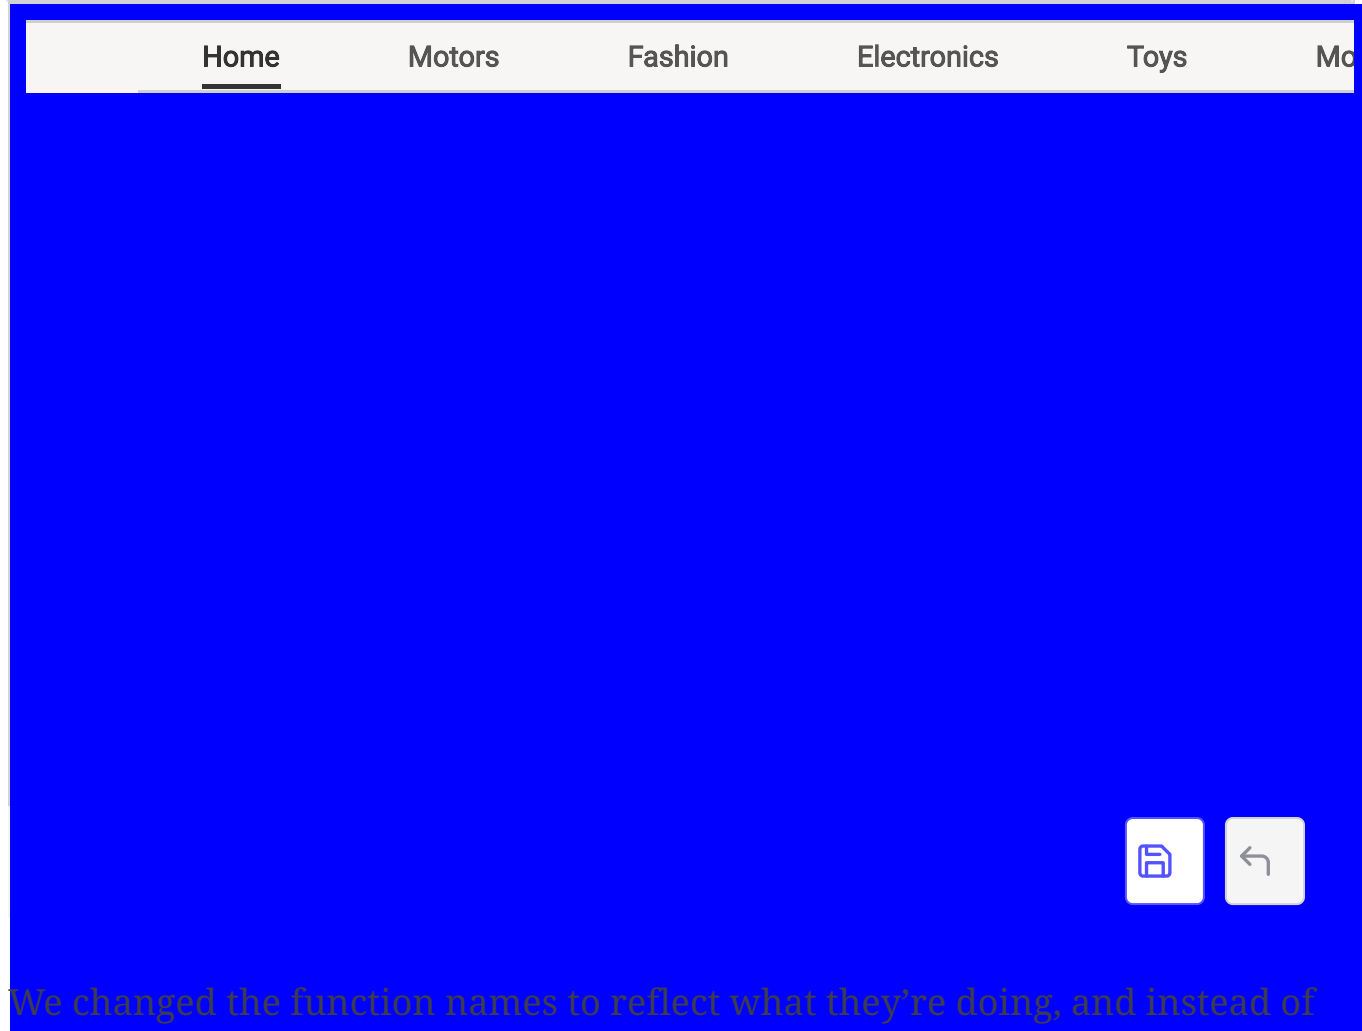 Home Motors Fashion Electronics Toys Mo
We changed the function names to reflect what they’re doing, and instead of